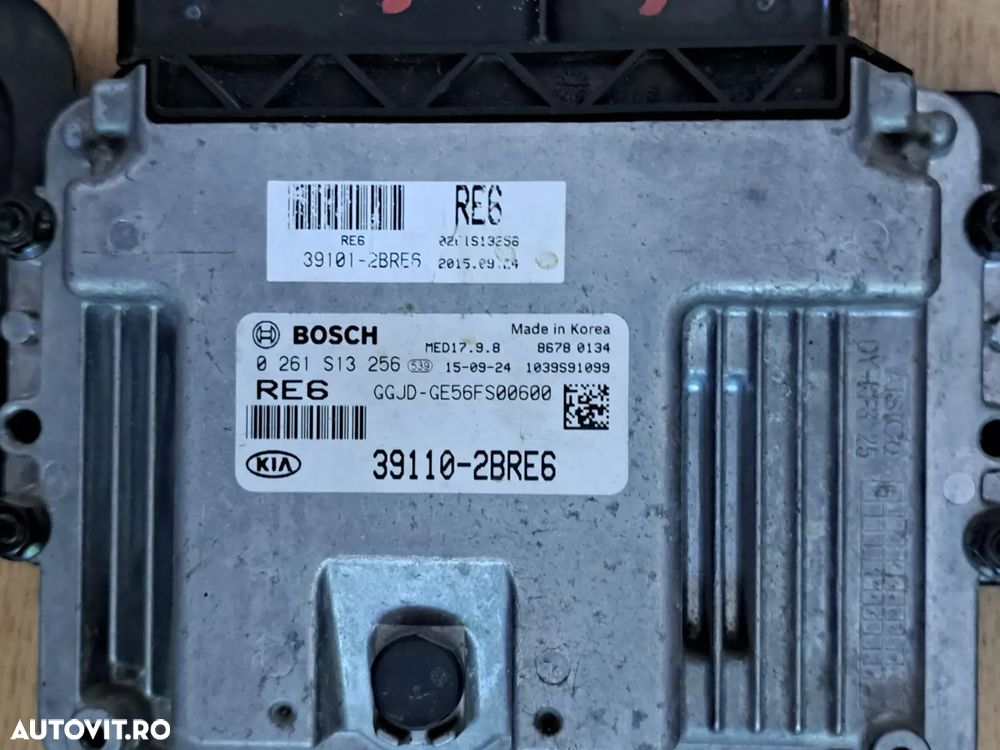 RE6
RE6
39101-2BRE6 2015.09.24
BOSCH
Made in Korea
MED17.9.8 8678 0134
0 261 S13 256 539 15-09-24 1039S91099
RE6 GGJD-GE56FS00600
KIA 39110-2BRE6
AUTOVIT.RO